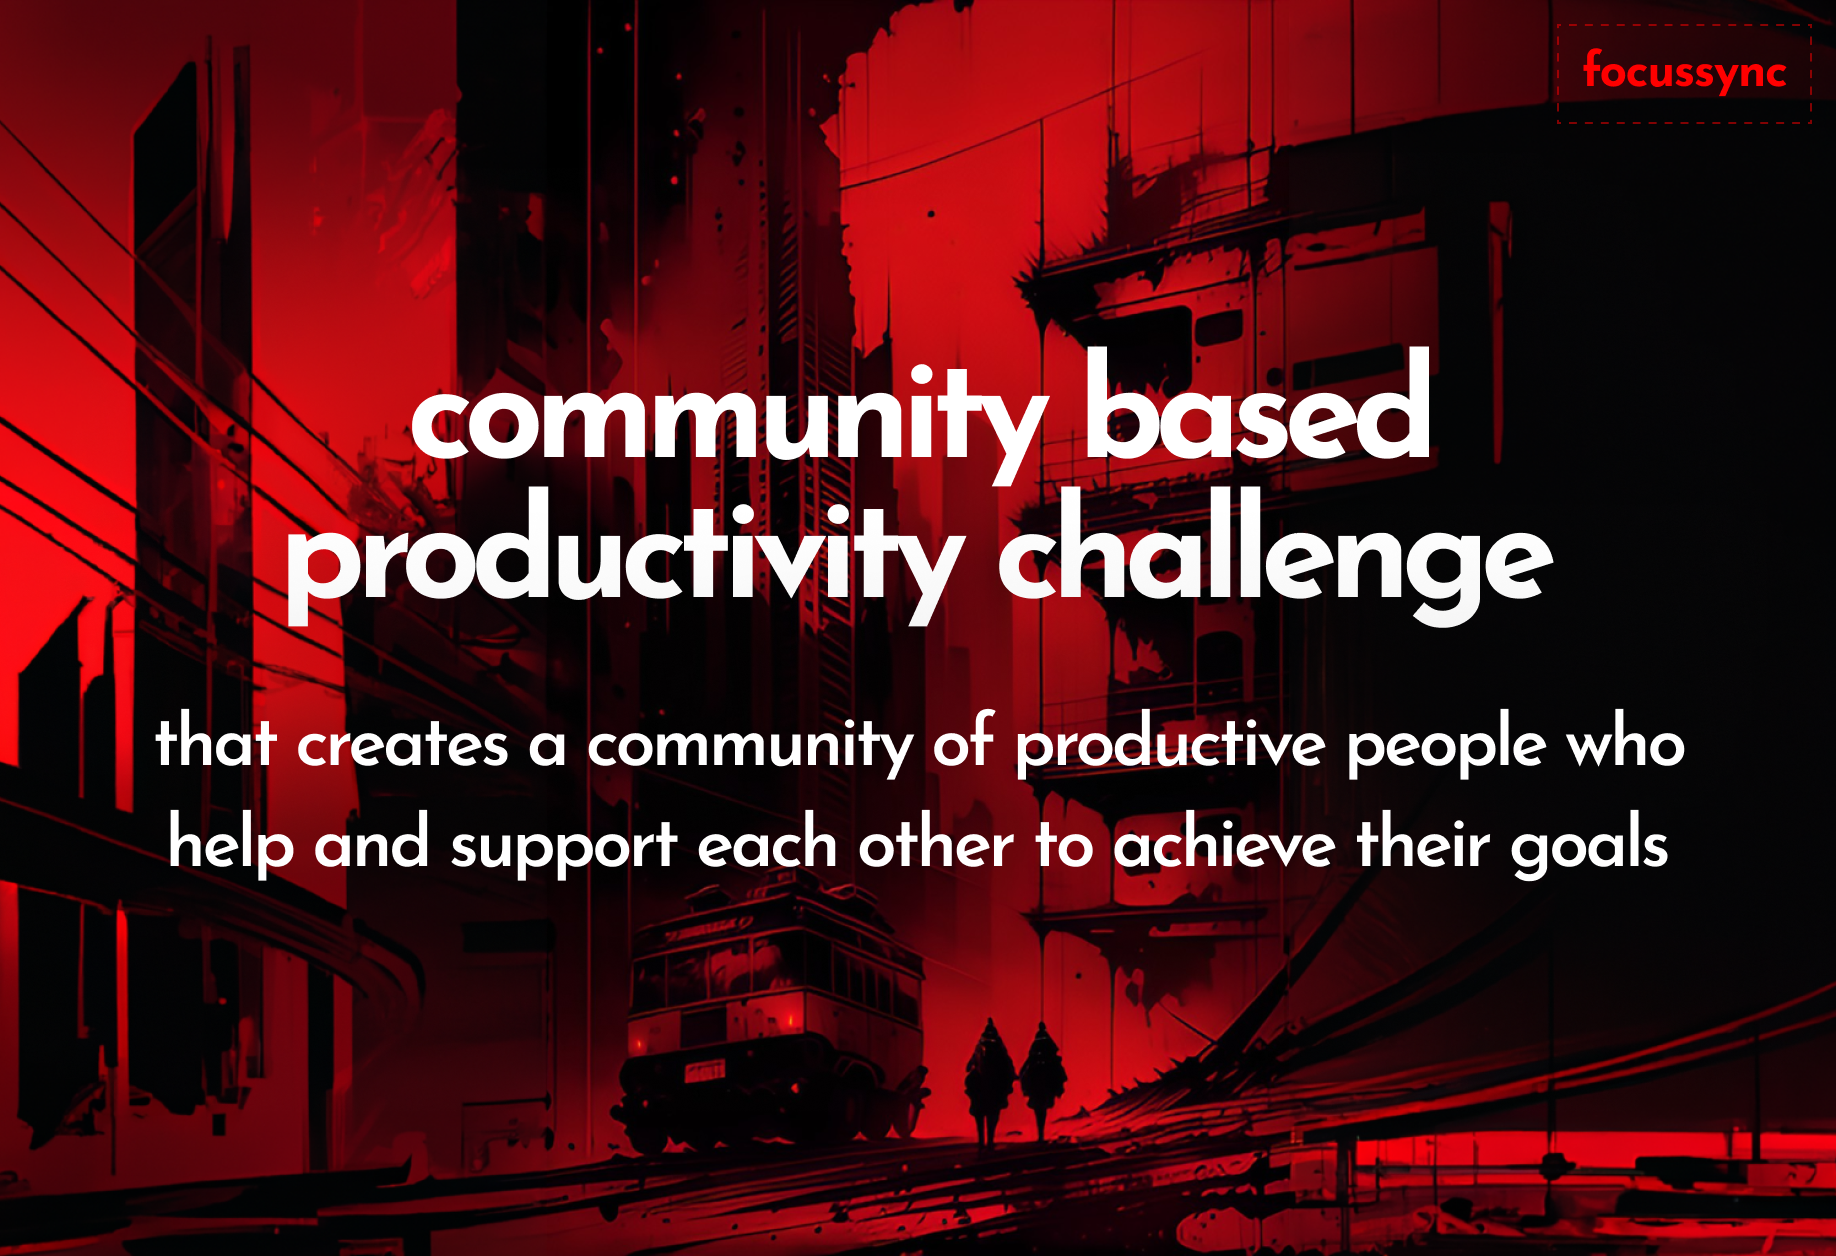 focussync
community based
productivity challenge
that creates a community of productive people who
help and support each other to achieve their goals